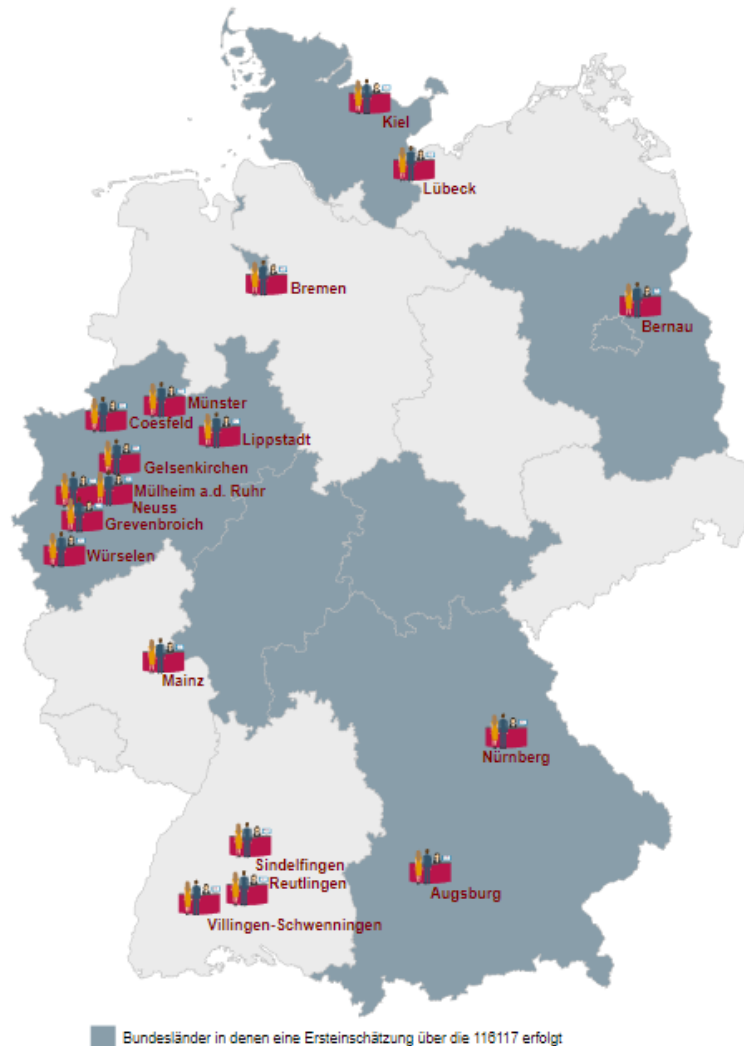 Kiel
Lübeck
Bremen
Bernau
Münster
Coesfeld
Lippstadt
Gelsenkirchen
Mülheim a.d. Ruhr
Neuss
Grevenbroich
Würselen
Mainz
Nürnberg
Sindelfingen
Reutlingen
Augsburg
Villingen-Schwenningen
Bundesländer in denen eine Ersteinschätzung über die 116117 erfolgt